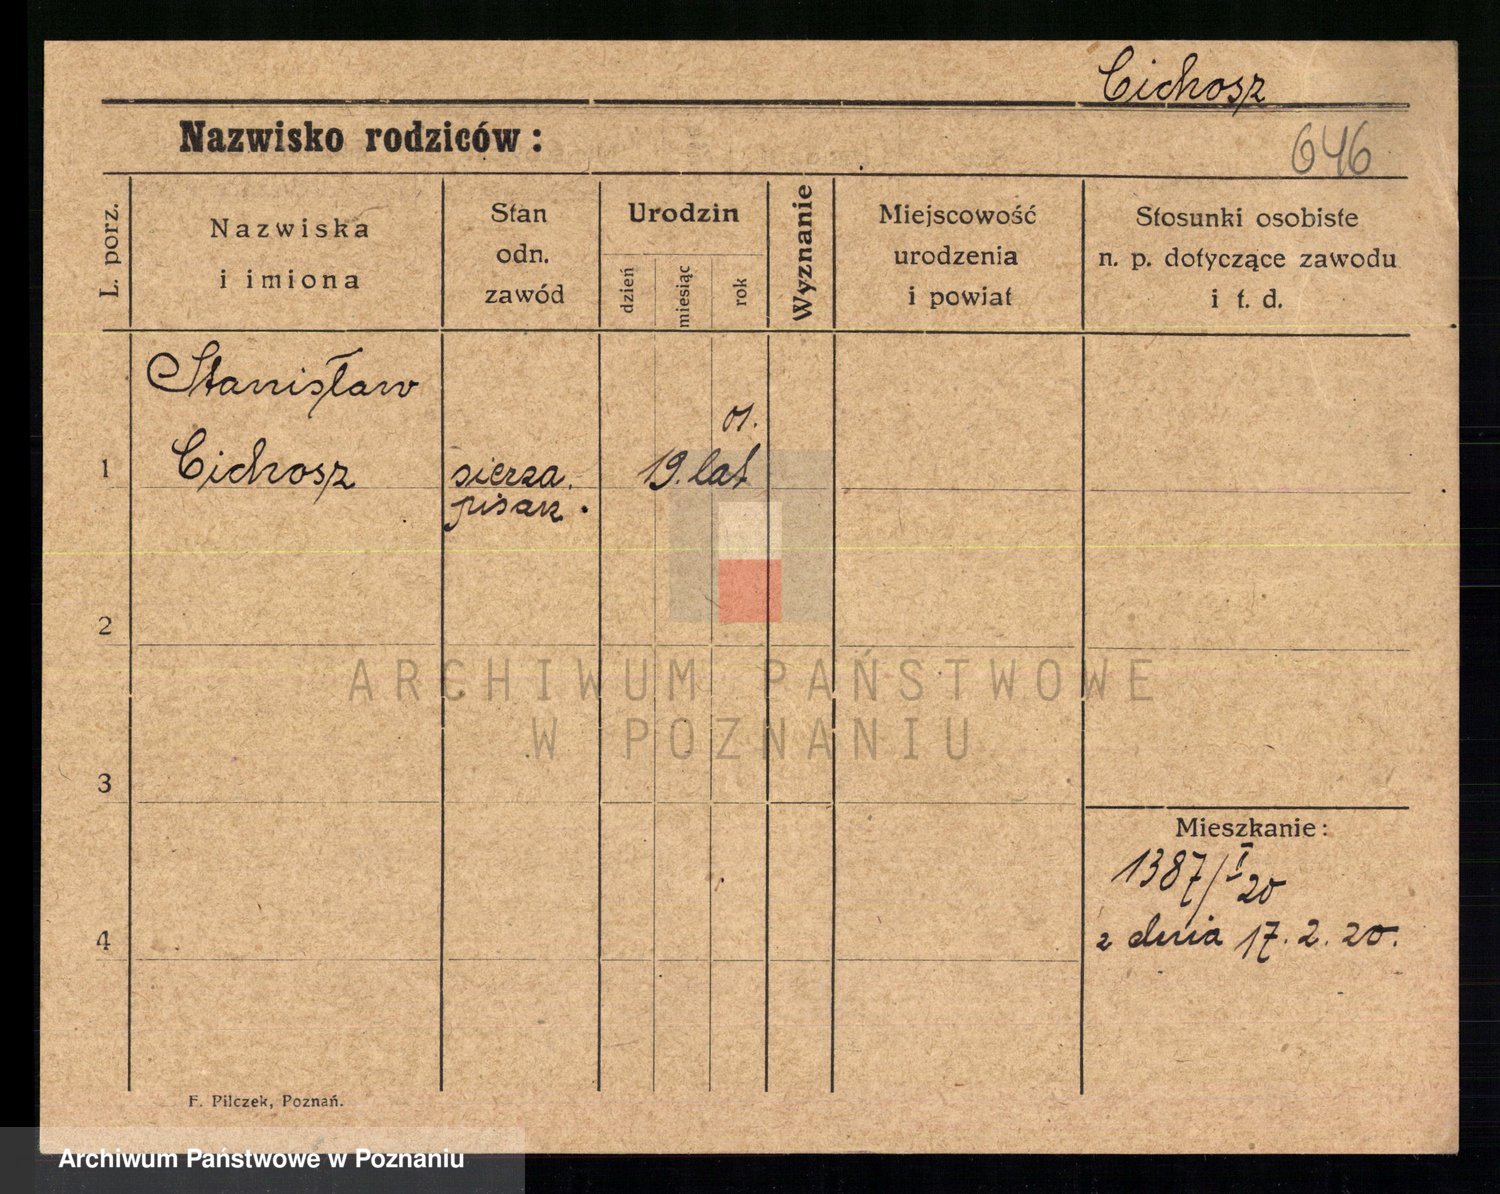 Cichosz
Nazwisko rodziców:
646
L. porz.
Nazwiska
i imiona
Stan
odn.
zawód
Urodzin
dzień
miesiąc
rok
Wyznanie
Miejscowość
urodzenia
i powiat
Stosunki osobiste
n. p. dotyczące zawodu
i t. d.
Stanisław
01.
1
Cichosz
sierza.
pisarz.
19. lat
2
ARCHIWUM PAŃSTWOWE
W POZNANIU
3
Mieszkanie:
1387/I 20
4
z dnia 17. 2. 20.
F. Pilczek, Poznań.
Archiwum Państwowe w Poznaniu